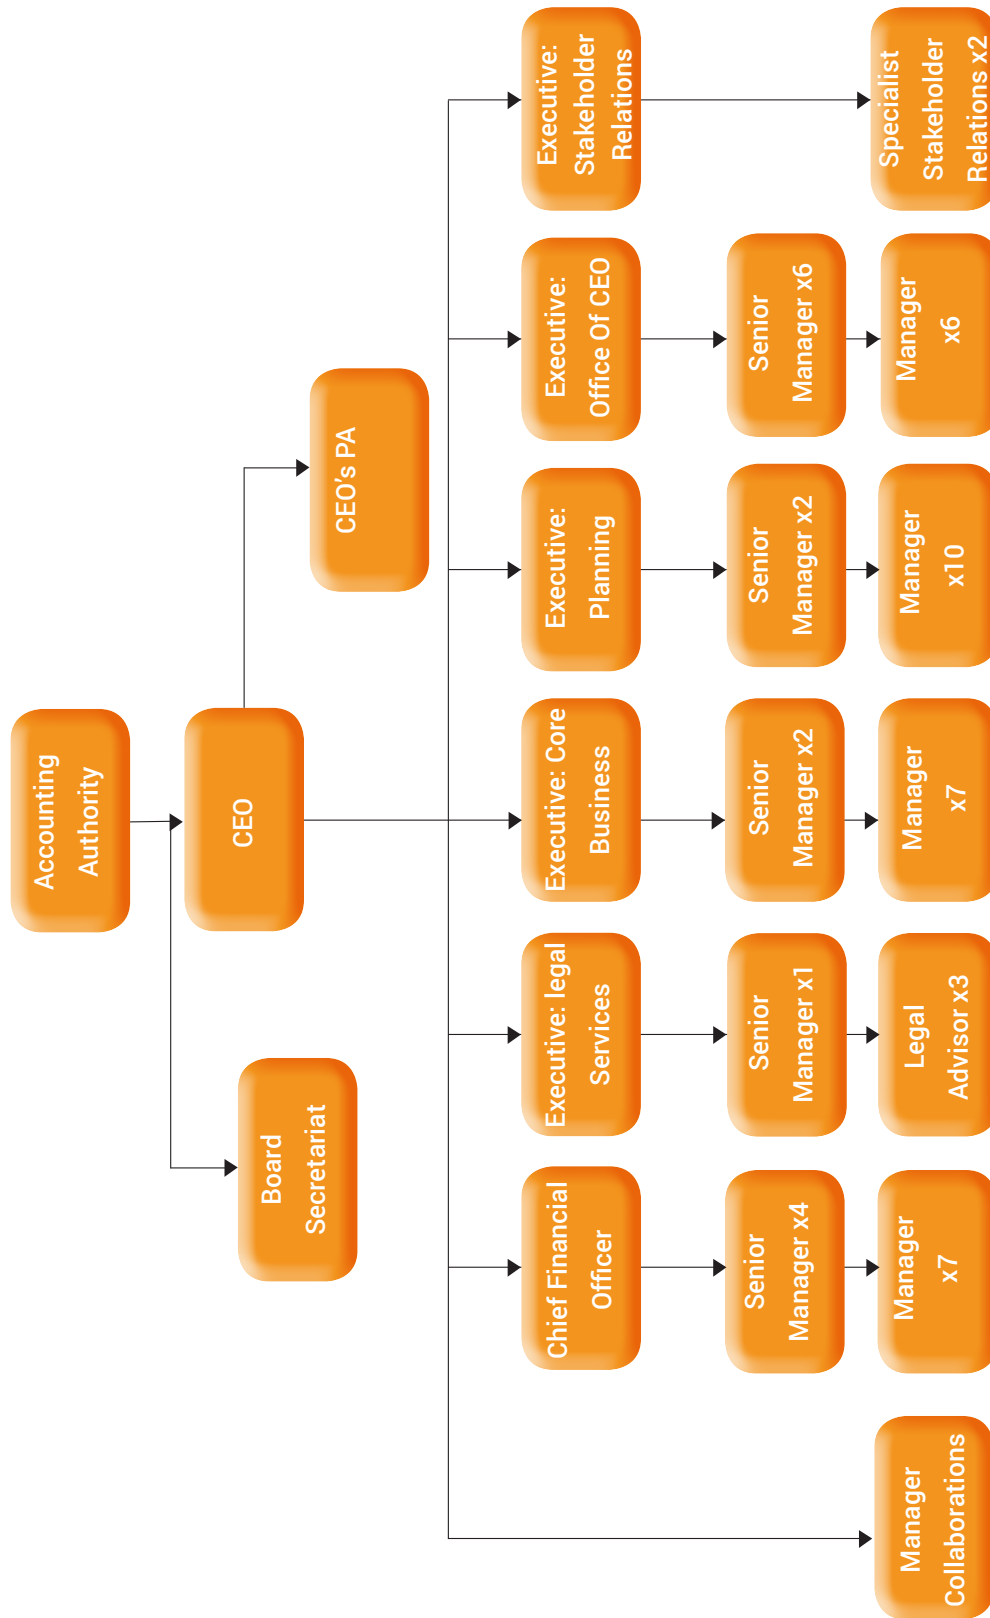 Accounting
Authority
CEO
Board
Secretariat
CEO's PA
Manager
Collaborations
Chief Financial
Officer
Senior
Manager x4
Manager
x7
Executive: legal
Services
Senior
Manager x1
Legal
Advisor x3
Executive: Core
Business
Senior
Manager x2
Manager
x7
Executive:
Planning
Senior
Manager x2
Manager
x10
Executive:
Office Of CEO
Senior
Manager x6
Manager
x6
Executive:
Stakeholder
Relations
Specialist
Stakeholder
Relations x2